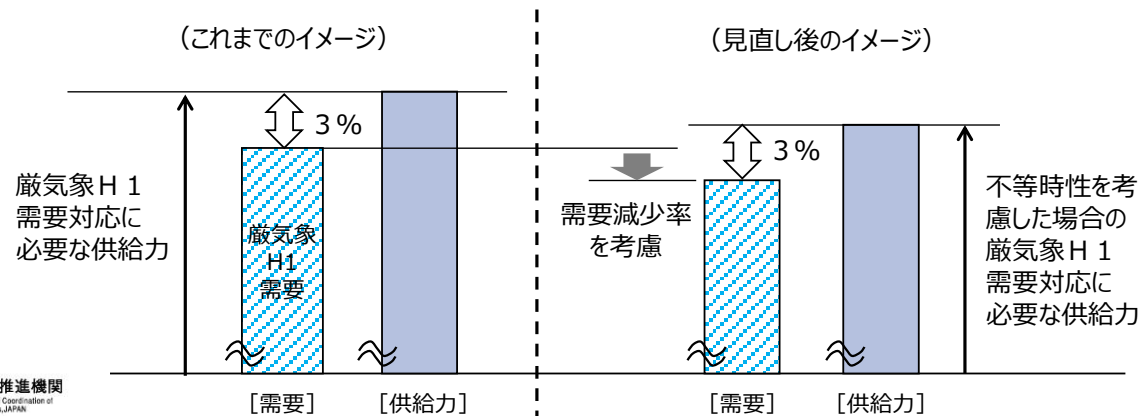 （これまでのイメージ）
（見直し後のイメージ）
３%
３%
厳気象Ｈ１
需要対応に
必要な供給力
厳気象
H1
需要
需要減少率
を考慮
不等時性を考
慮した場合の
厳気象Ｈ１
需要対応に
必要な供給力
推進機関
Coordination of
JAPAN
［需要］
［供給力］
［需要］
［供給力］